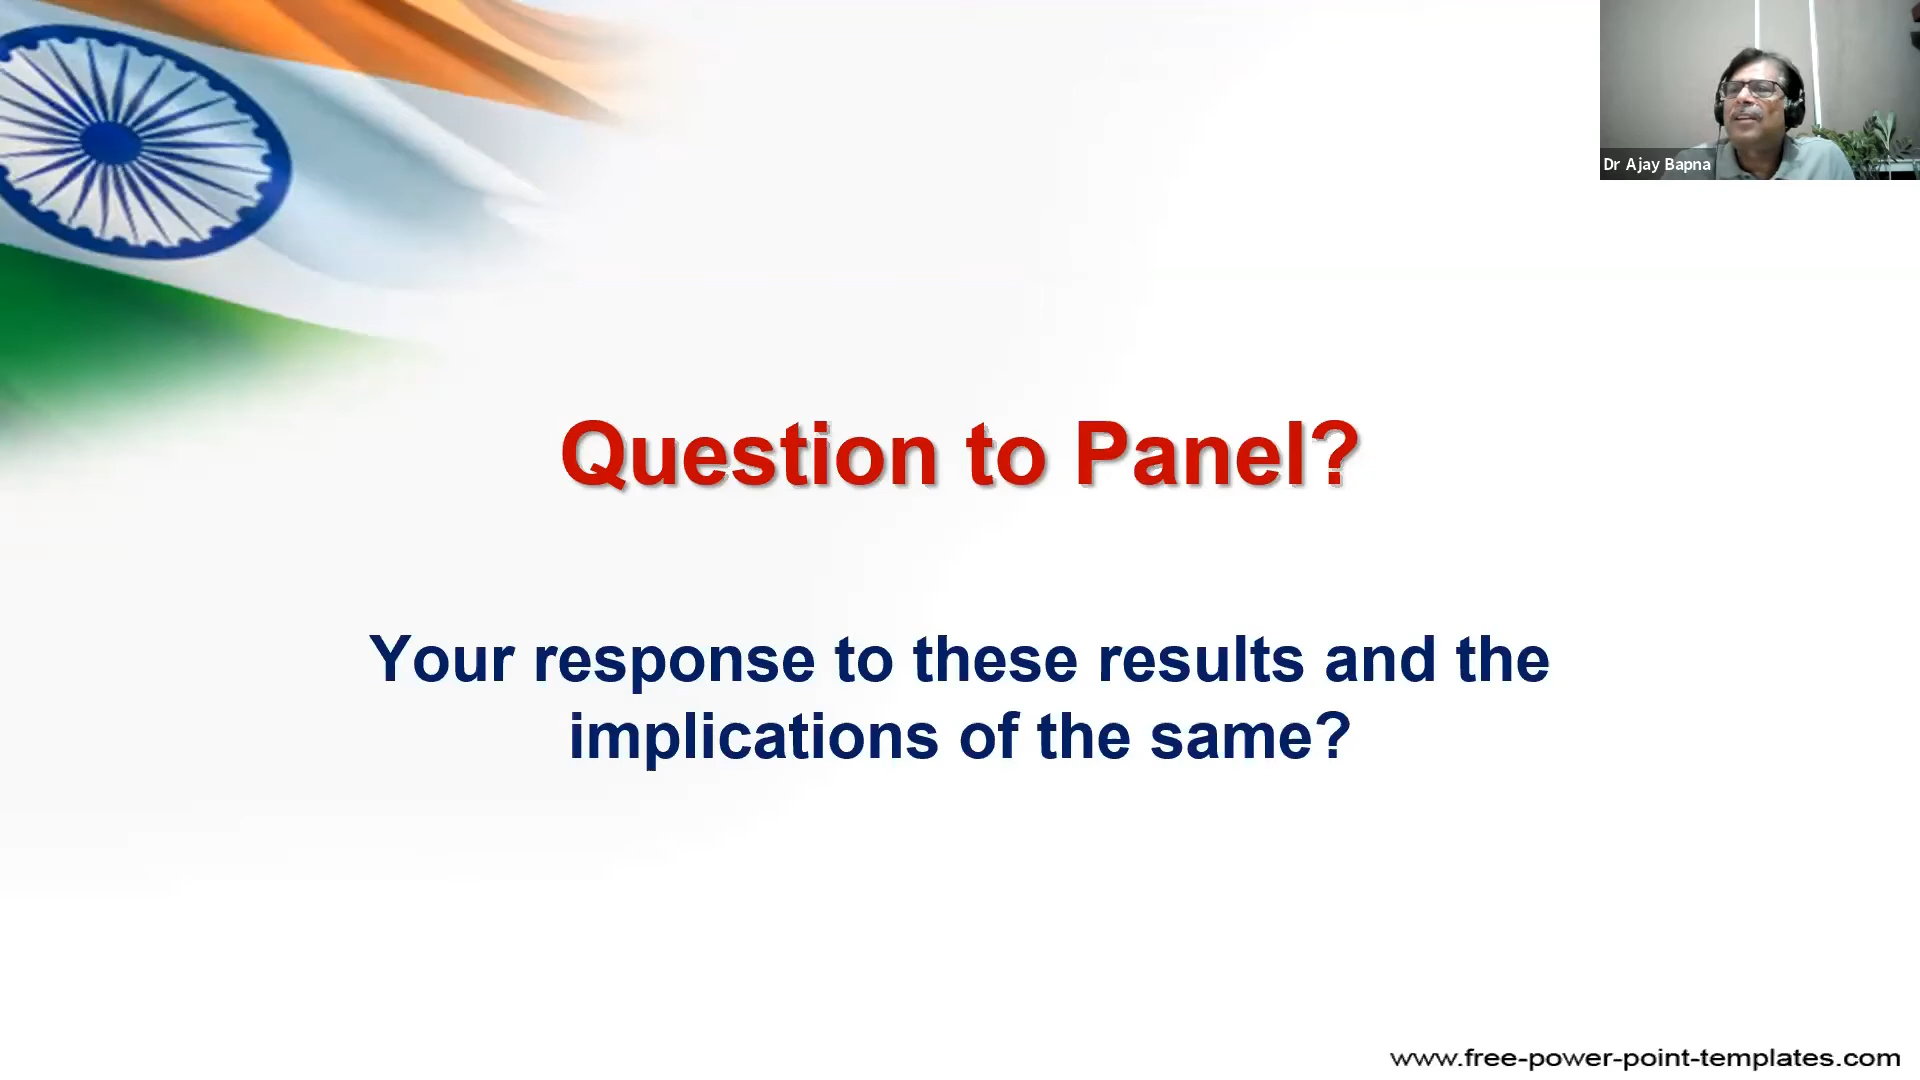 Dr Ajay Bapna
Question to Panel?
Your response to these results and the
implications of the same?
www.free-power-point-templates.com